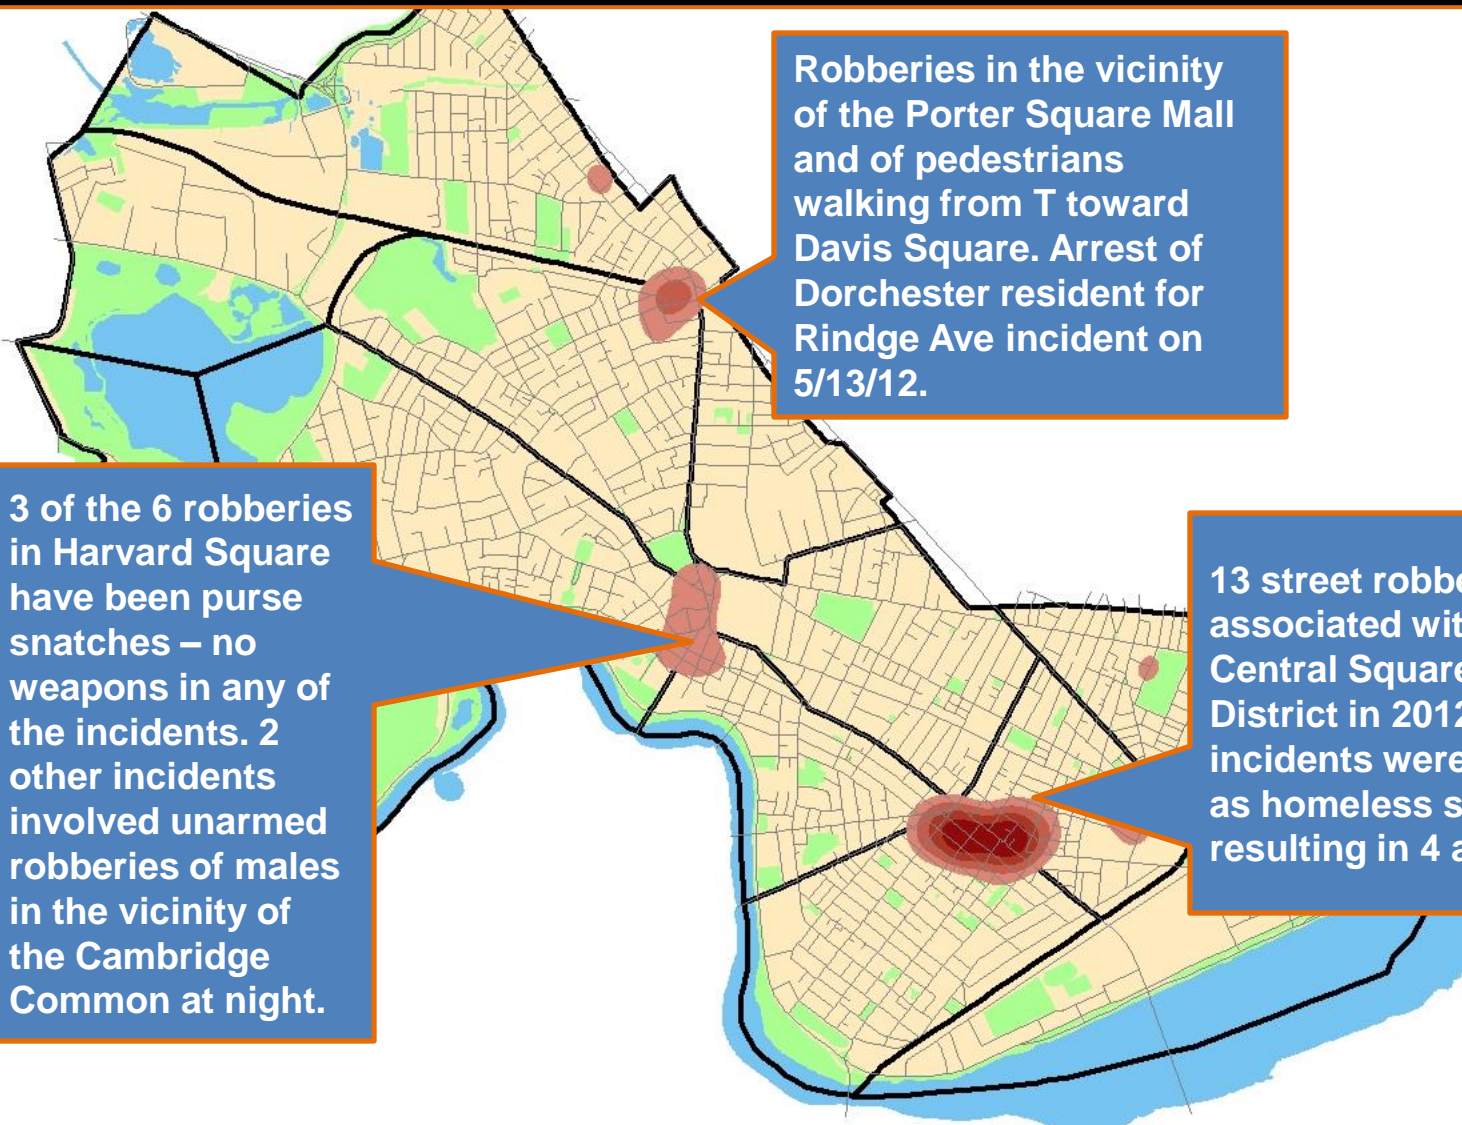 Robberies in the vicinity
of the Porter Square Mall
and of pedestrians
walking from T toward
Davis Square. Arrest of
Dorchester resident for
Rindge Ave incident on
5/13/12.
3 of the 6 robberies
in Harvard Square
have been purse
snatches – no
weapons in any of
the incidents. 2
other incidents
involved unarmed
robberies of males
in the vicinity of
the Cambridge
Common at night.
13 street
associated
Central Square
District in 2012
incidents were
as homeless
resulting in 4